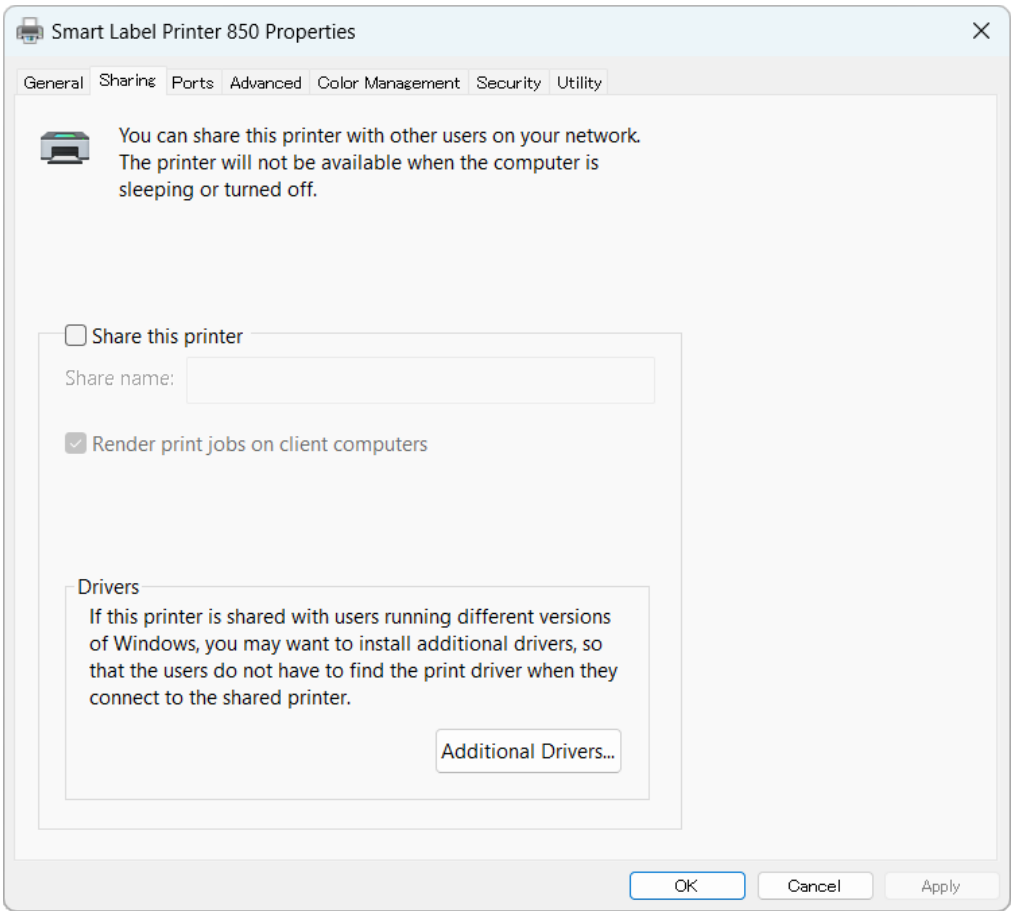 Smart Label Printer 850 Properties
General Sharing Ports Advanced Color Management Security Utility
You can share this printer with other users on your network.
The printer will not be available when the computer is
sleeping or turned off.
Share this printer
Share name:
Render print jobs on client computers
Drivers
If this printer is shared with users running different versions
of Windows, you may want to install additional drivers, so
that the users do not have to find the print driver when they
connect to the shared printer.
Additional Drivers...
OK Cancel Apply